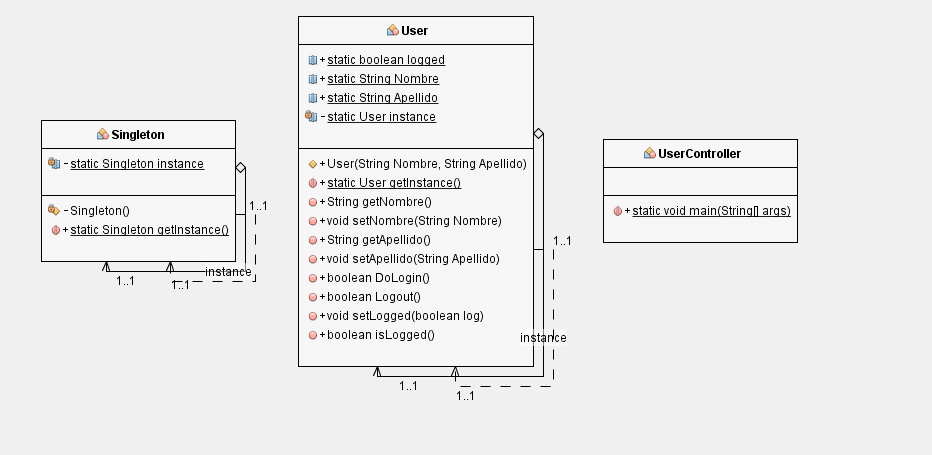 Singleton
- static Singleton instance
- Singleton()
+ static Singleton getInstance()
1..1
instance
1..1
1..1
User
+ static boolean logged
+ static String Nombre
+ static String Apellido
- static User instance
+ User(String Nombre, String Apellido)
+ static User getInstance()
+ String getNombre()
+ void setNombre(String Nombre)
+ String getApellido()
+ void setApellido(String Apellido)
+ boolean DoLogin()
+ boolean Logout()
+ void setLogged(boolean log)
+ boolean isLogged()
1..1
instance
1..1
1..1
UserController
+ static void main(String[] args)